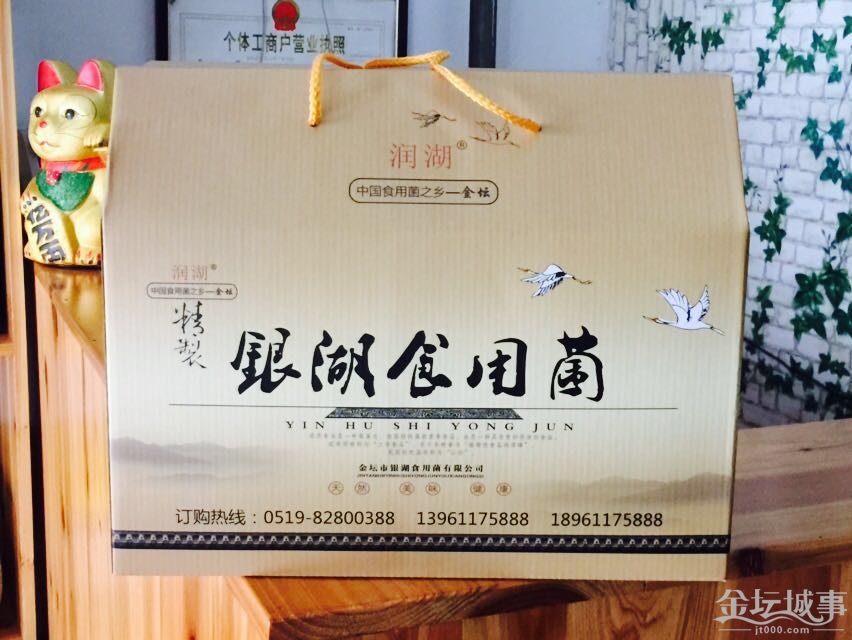 个体工商户营业执照
润湖®
中国食用菌之乡—金坛
润湖®
中国食用菌之乡—金坛
精製
銀湖食用菌
YIN HU SHI YONG JUN
金坛市银湖食用菌有限公司
天然 美味 健康
订购热线：0519-82800388 13961175888 18961175888
金坛城事
jt000.com